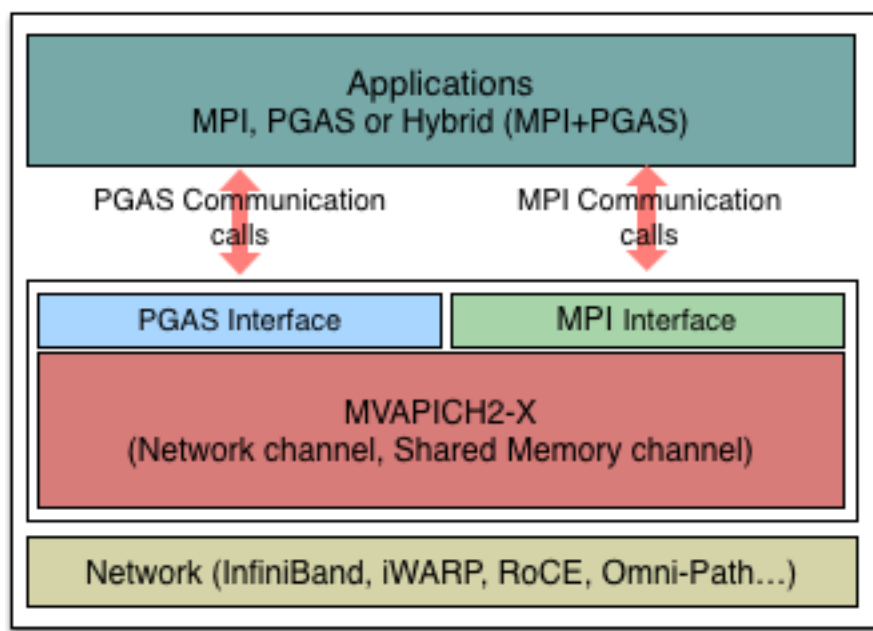 Applications
MPI, PGAS or Hybrid (MPI+PGAS)
PGAS Communication
calls
MPI Communication
calls
PGAS Interface
MPI Interface
MVAPICH2-X
(Network channel, Shared Memory channel)
Network (InfiniBand, iWARP, RoCE, Omni-Path...)